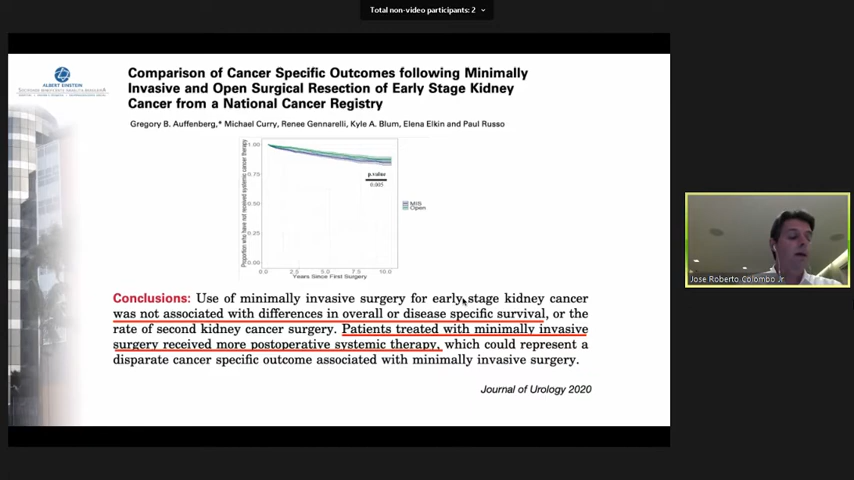 Total non-video participants: 2
ALBERT EINSTEIN
Comparison of Cancer Specific Outcomes following Minimally
Invasive and Open Surgical Resection of Early Stage Kidney
Cancer from a National Cancer Registry
Gregory B. Auffenberg,* Michael Curry, Renee Gennarelli, Kyle A. Blum, Elena Elkin and Paul Russo
Proportion who have not received systemic cancer therapy
1.00
0.75
0.50
0.25
0.00
p.value
0.005
MIS
Open
0.0 2.5 5.0 7.5 10.0
Years Since First Surgery
Conclusions: Use of minimally invasive surgery for early stage kidney cancer
was not associated with differences in overall or disease specific survival, or the
rate of second kidney cancer surgery. Patients treated with minimally invasive
surgery received more postoperative systemic therapy, which could represent a
disparate cancer specific outcome associated with minimally invasive surgery.
Journal of Urology 2020
Jose Roberto Colombo Jr.